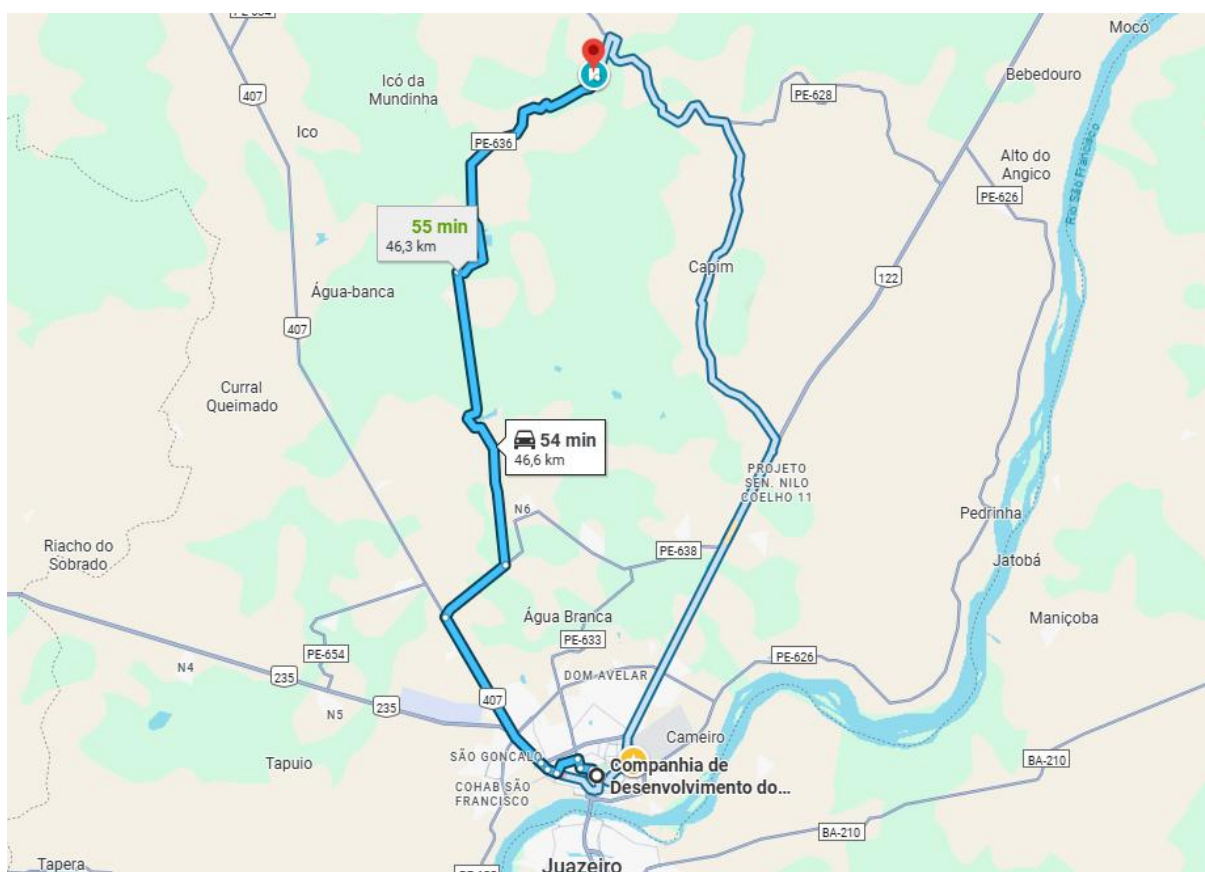 Mocó
Icó da
Mundinha
Bebedouro
407
PE-628
Ico
PE-636
Alto do
Angico
PE-626
Rio São Francisco
55 min
46,3 km
Capim
122
Água-banca
407
Curral
Queimado
54 min
46,6 km
PROJETO
SEN. NILO
COELHO 11
N6
Pedrinha
Riacho do
Sobrado
PE-638
Jatobá
Água Branca
Maniçoba
PE-633
PE-654
PE-626
N4
235
DOM AVELAR
407
235
N5
Cameiro
SÃO GONÇALO
Tapuio
Companhia de
Desenvolvimento do...
BA-210
COHAB SÃO
FRANCISCO
BA-210
Tapera
Juazeiro